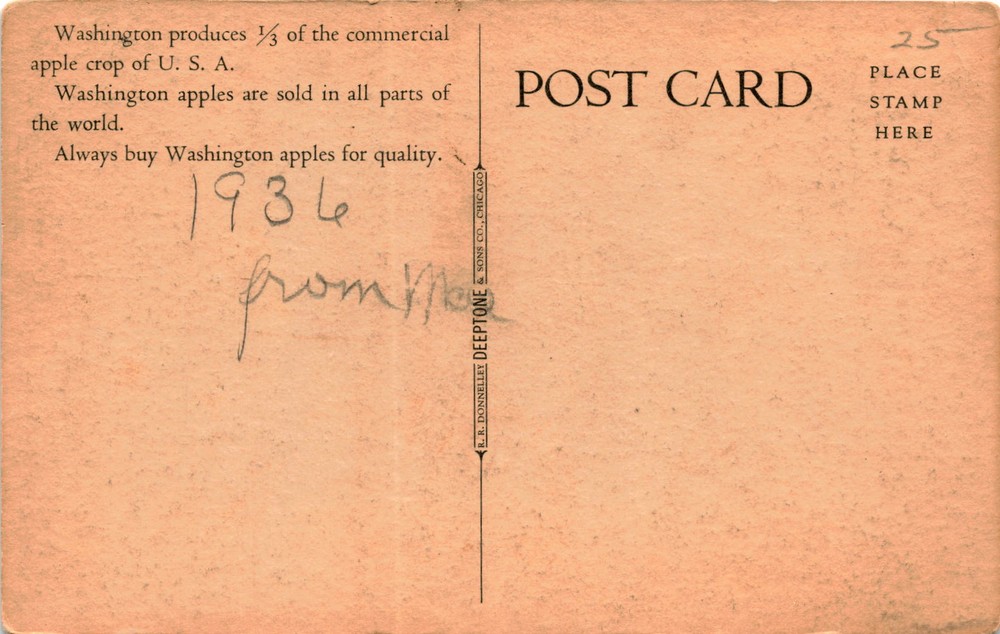 Washington produces 1/3 of the commercial
apple crop of U. S. A.
Washington apples are sold in all parts of
the world.
Always buy Washington apples for quality.
1936
from
R. R. DONNELLEY DEEPTONE & SONS CO., CHICAGO
POST CARD
25
PLACE
STAMP
HERE